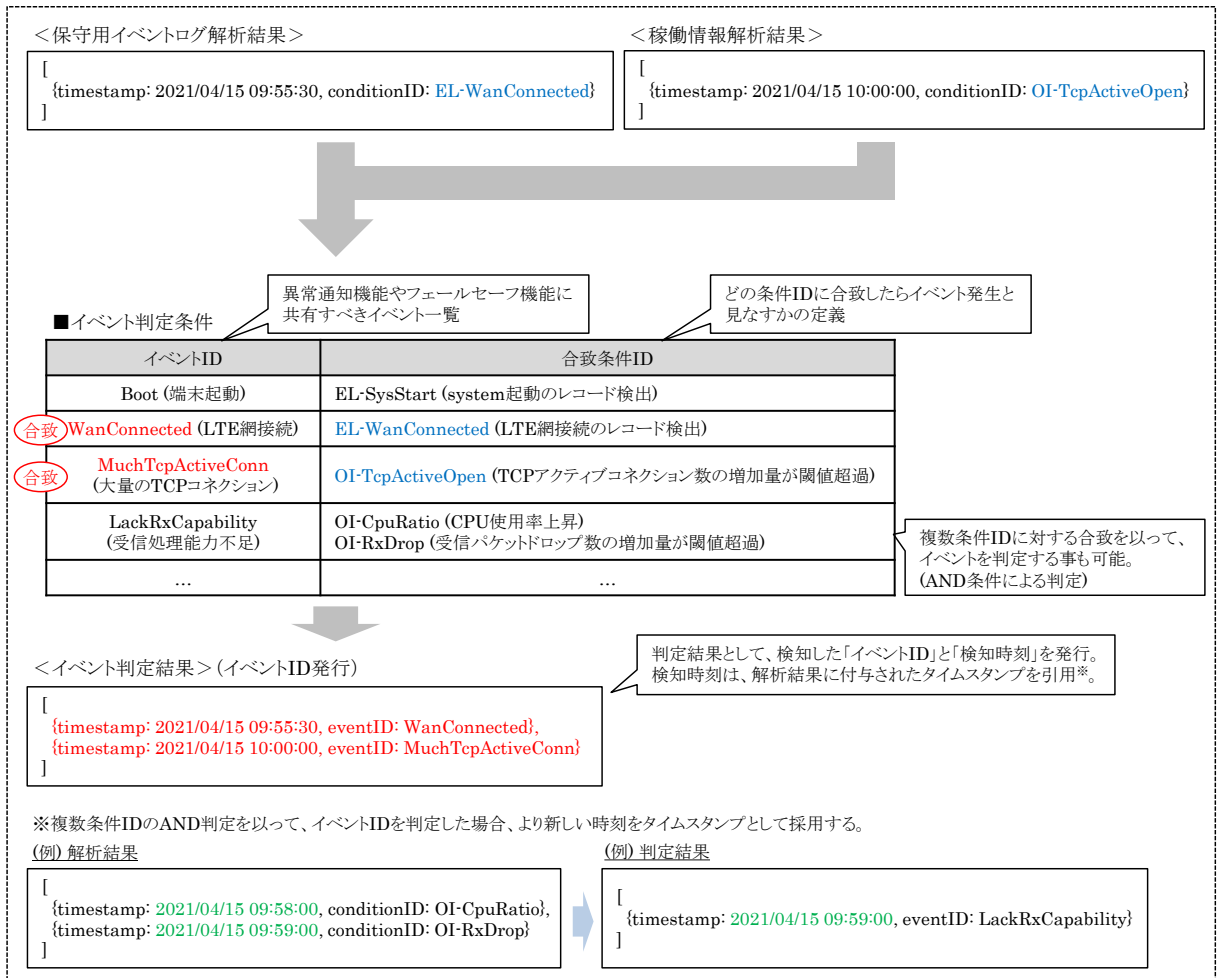 ＜保守用イベントログ解析結果＞
[
{timestamp: 2021/04/15 09:55:30, conditionID: EL-WanConnected}
]
＜稼働情報解析結果＞
[
{timestamp: 2021/04/15 10:00:00, conditionID: OI-TcpActiveOpen}
]
異常通知機能やフェールセーフ機能に
共有すべきイベント一覧
どの条件IDに合致したらイベント発生と
見なすかの定義
■イベント判定条件
イベントID
合致条件ID
Boot (端末起動)
EL-SysStart (system起動のレコード検出)
合致
WanConnected (LTE網接続)
EL-WanConnected (LTE網接続のレコード検出)
合致
MuchTcpActiveConn
(大量のTCPコネクション)
OI-TcpActiveOpen (TCPアクティブコネクション数の増加量が閾値超過)
LackRxCapability
(受信処理能力不足)
OI-CpuRatio (CPU使用率上昇)
OI-RxDrop (受信パケットドロップ数の増加量が閾値超過)
…
…
複数条件IDに対する合致を以って、
イベントを判定する事も可能。
(AND条件による判定)
＜イベント判定結果＞(イベントID発行)
判定結果として、検知した「イベントID」と「検知時刻」を発行。
検知時刻は、解析結果に付与されたタイムスタンプを引用※。
[
{timestamp: 2021/04/15 09:55:30, eventID: WanConnected},
{timestamp: 2021/04/15 10:00:00, eventID: MuchTcpActiveConn}
]
※複数条件IDのAND判定を以って、イベントIDを判定した場合、より新しい時刻をタイムスタンプとして採用する。
(例) 解析結果
[
{timestamp: 2021/04/15 09:58:00, conditionID: OI-CpuRatio},
{timestamp: 2021/04/15 09:59:00, conditionID: OI-RxDrop}
]
(例) 判定結果
[
{timestamp: 2021/04/15 09:59:00, eventID: LackRxCapability}
]